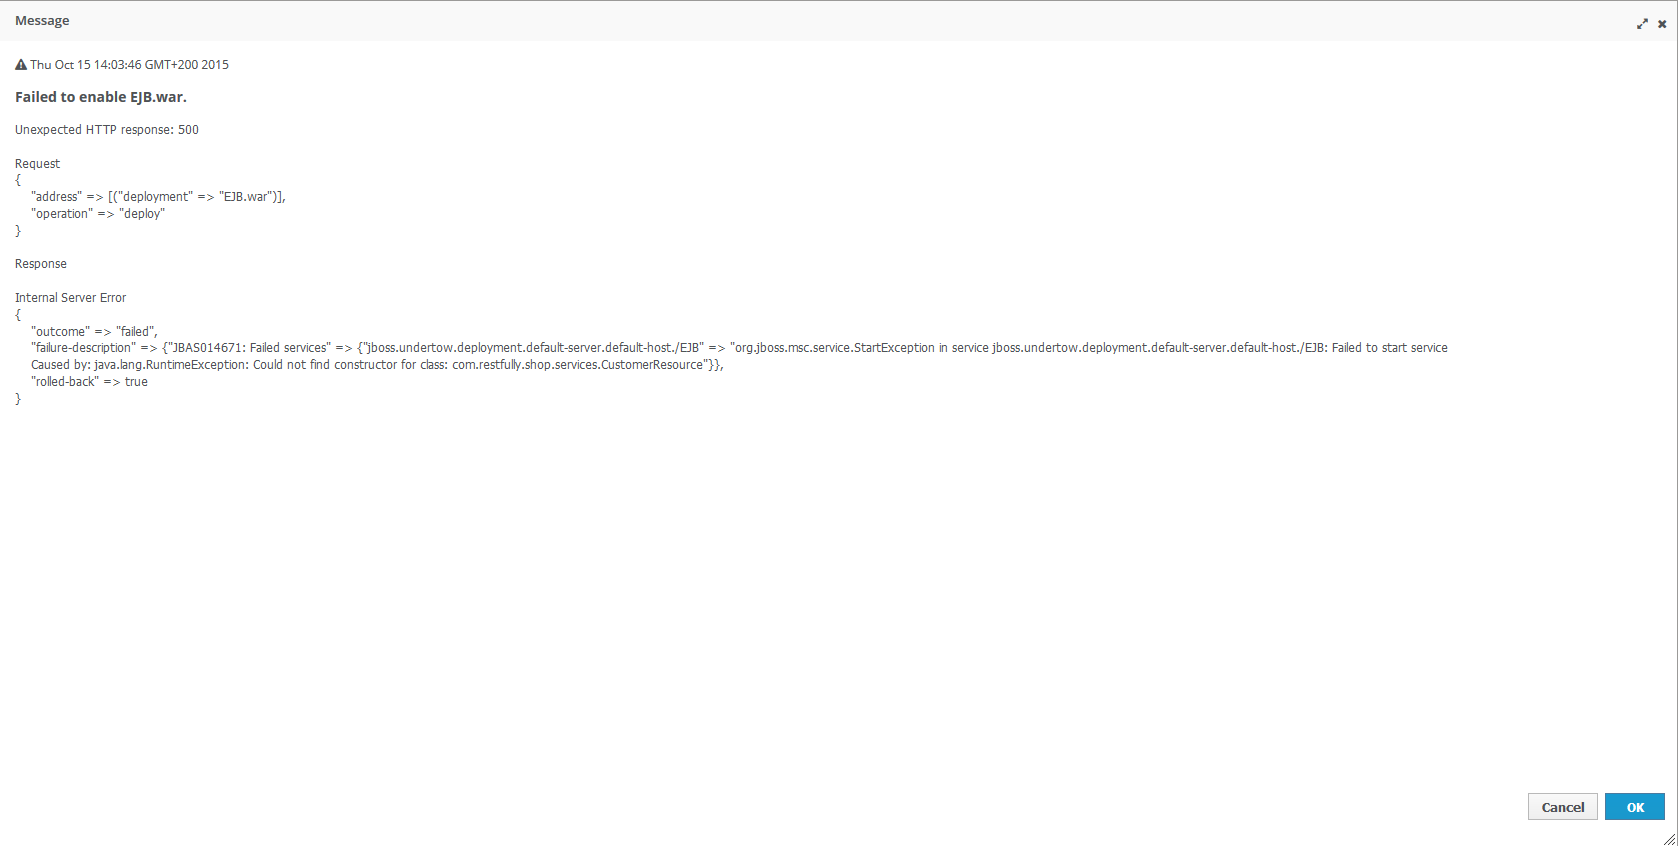 Message
Thu Oct 15 14:03:46 GMT+200 2015
Failed to enable EJB.war.
Unexpected HTTP response: 500
Request
{
"address" => [("deployment" => "EJB.war")],
"operation" => "deploy"
}
Response
Internal Server Error
{
"outcome" => "failed",
"failure-description" => {"JBAS014671: Failed services" => {"jboss.undertow.deployment.default-server.default-host./EJB" => "org.jboss.msc.service.StartException in service jboss.undertow.deployment.default-server.default-host./EJB: Failed to start service
Caused by: java.lang.RuntimeException: Could not find constructor for class: com.restfully.shop.services.CustomerResource"}},
"rolled-back" => true
}
Cancel OK